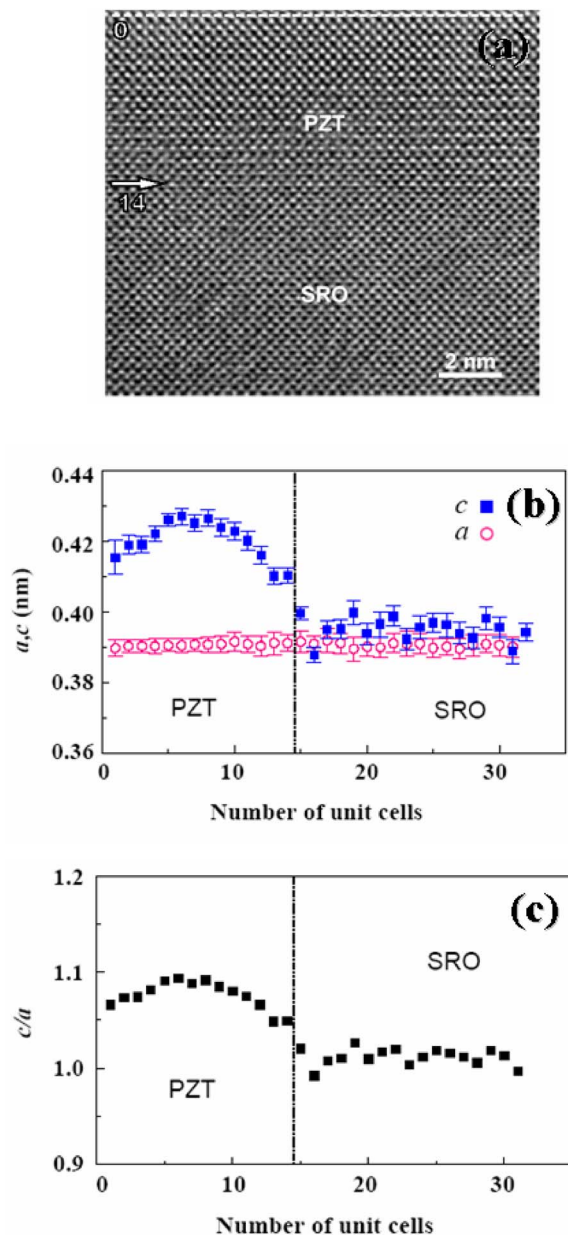 0
(a)
PZT
14
SRO
2 nm
0.44
0.42
0.40
0.38
0.36
a,c (nm)
c
a
(b)
PZT
SRO
0
10
20
30
Number of unit cells
1.2
1.1
1.0
0.9
c/a
(c)
SRO
PZT
0
10
20
30
Number of unit cells